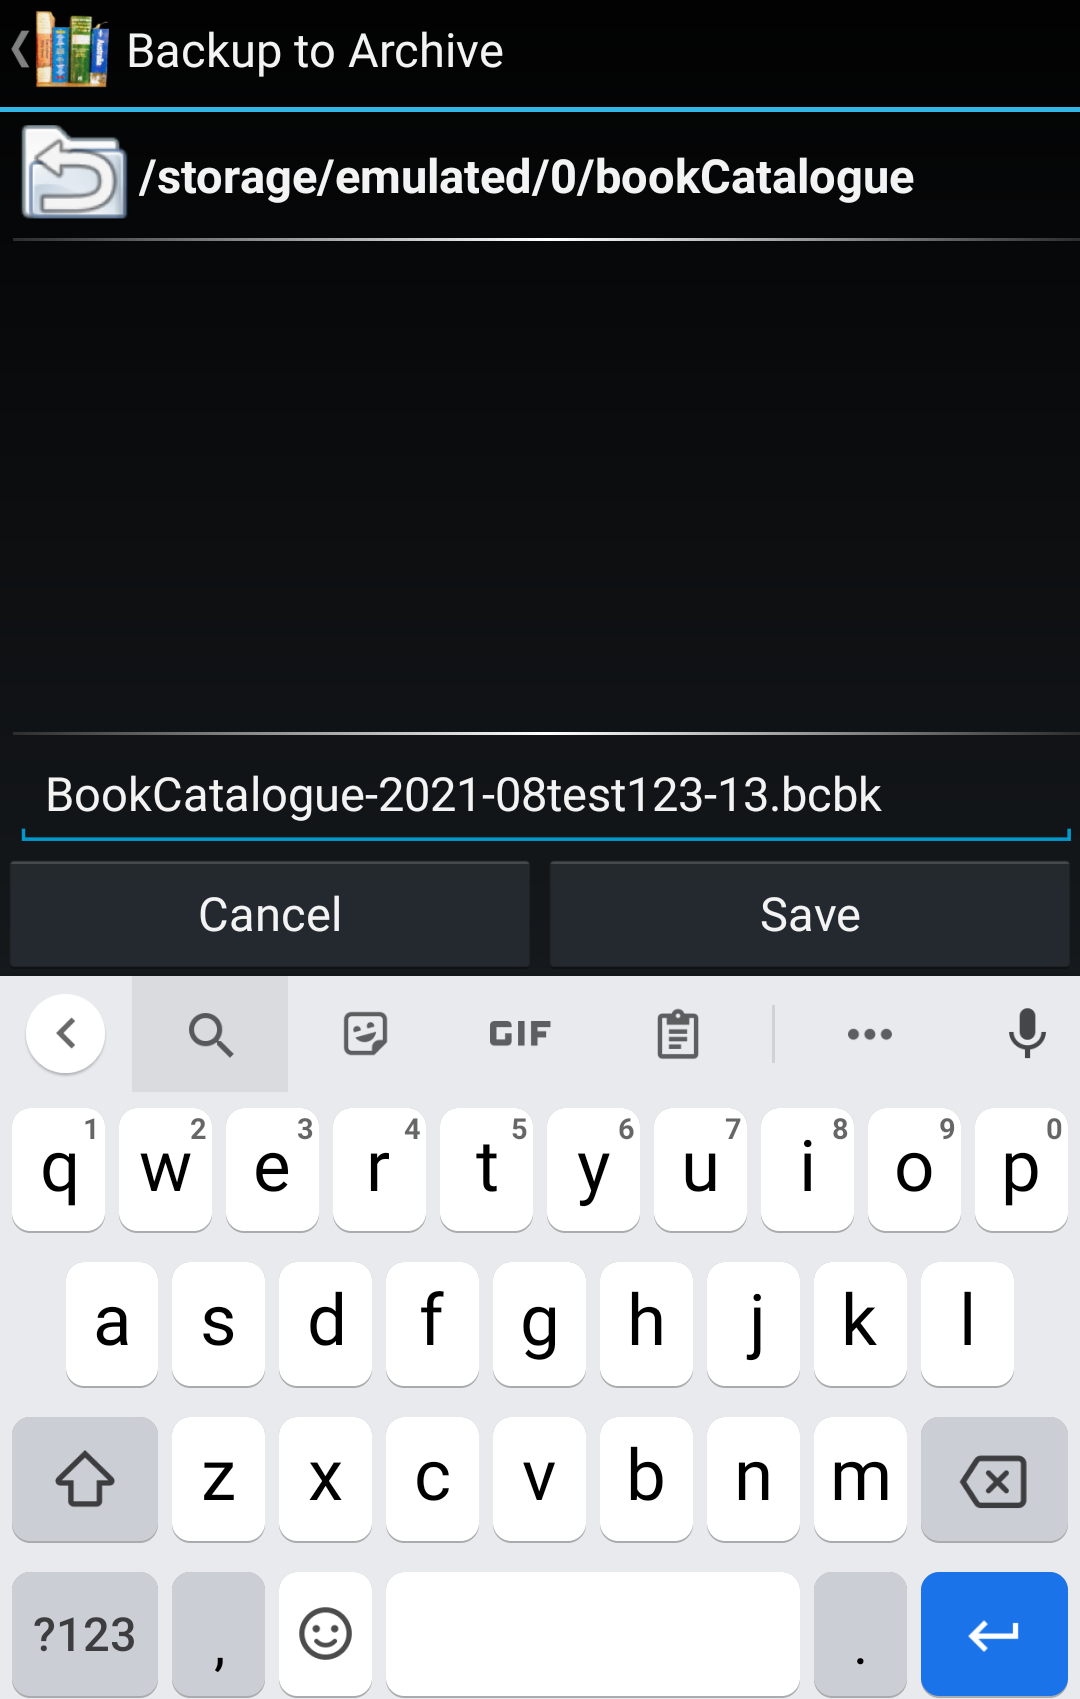 Backup to Archive
/storage/emulated/0/bookCatalogue
BookCatalogue-2021-08test123-13.bcbk
Cancel Save
GIF
1 2 3 4 5 6 7 8 9 0
q w e r t y u i o p
a s d f g h j k l
z x c v b n m
?123 , .